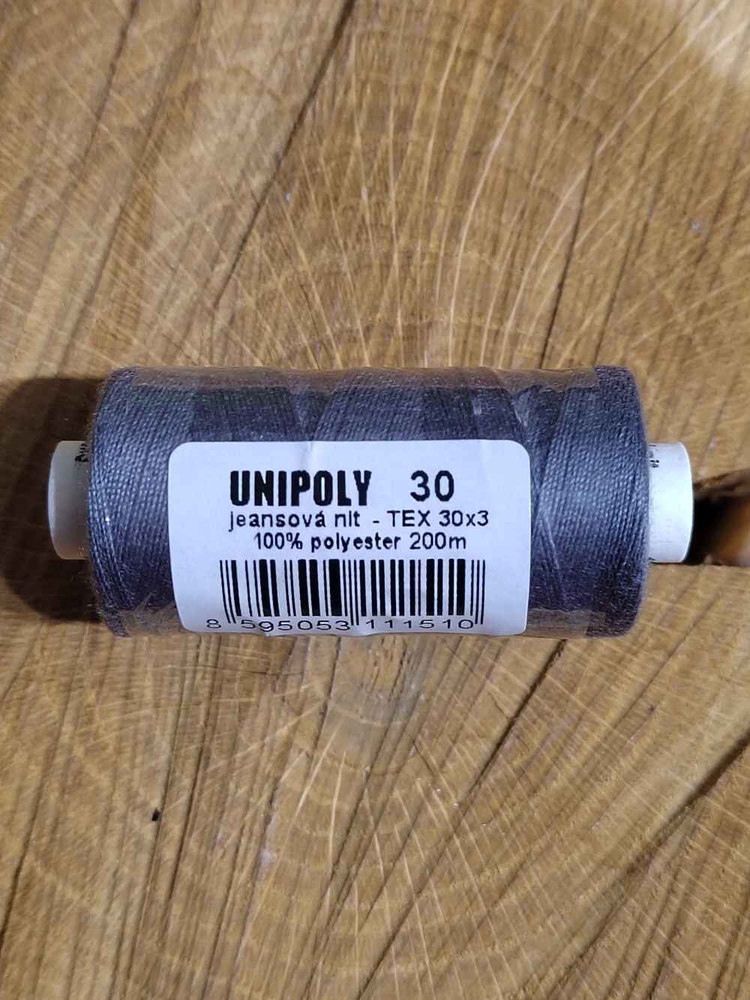 UNIPOLY 30
jeansová nit - TEX 30x3
100% polyester 200m
8 595053 111510